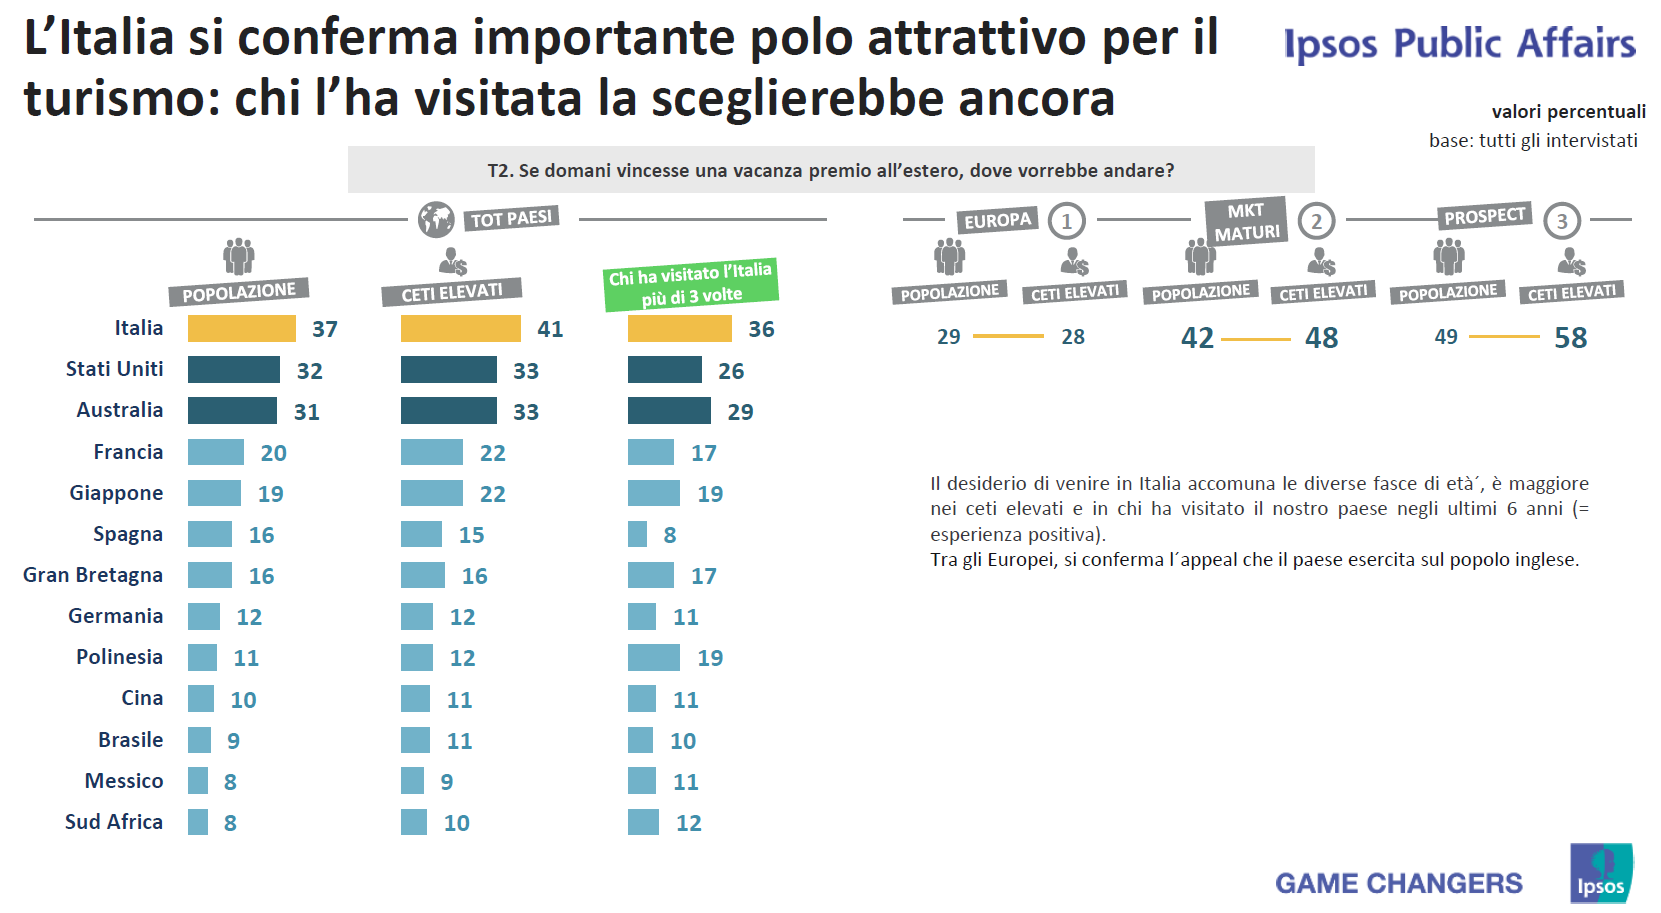 L’Italia si conferma importante polo attrattivo per il
turismo: chi l’ha visitata la sceglierebbe ancora
Ipsos Public Affairs
valori percentuali
base: tutti gli intervistati
T2. Se domani vincesse una vacanza premio all’estero, dove vorrebbe andare?
TOT PAESI
POPOLAZIONE
CETI ELEVATI
Chi ha visitato l’Italia
più di 3 volte
Italia 37 41 36
Stati Uniti 32 33 26
Australia 31 33 29
Francia 20 22 17
Giappone 19 22 19
Spagna 16 15 8
Gran Bretagna 16 16 17
Germania 12 12 11
Polinesia 11 12 19
Cina 10 11 11
Brasile 9 11 10
Messico 8 9 11
Sud Africa 8 10 12
EUROPA 1
POPOLAZIONE CETI ELEVATI
29 28
MKT
MATURI 2
POPOLAZIONE CETI ELEVATI
42 48
PROSPECT 3
POPOLAZIONE CETI ELEVATI
49 58
Il desiderio di venire in Italia accomuna le diverse fasce di età´, è maggiore
nei ceti elevati e in chi ha visitato il nostro paese negli ultimi 6 anni (=
esperienza positiva).
Tra gli Europei, si conferma l´appeal che il paese esercita sul popolo inglese.
GAME CHANGERS
Ipsos